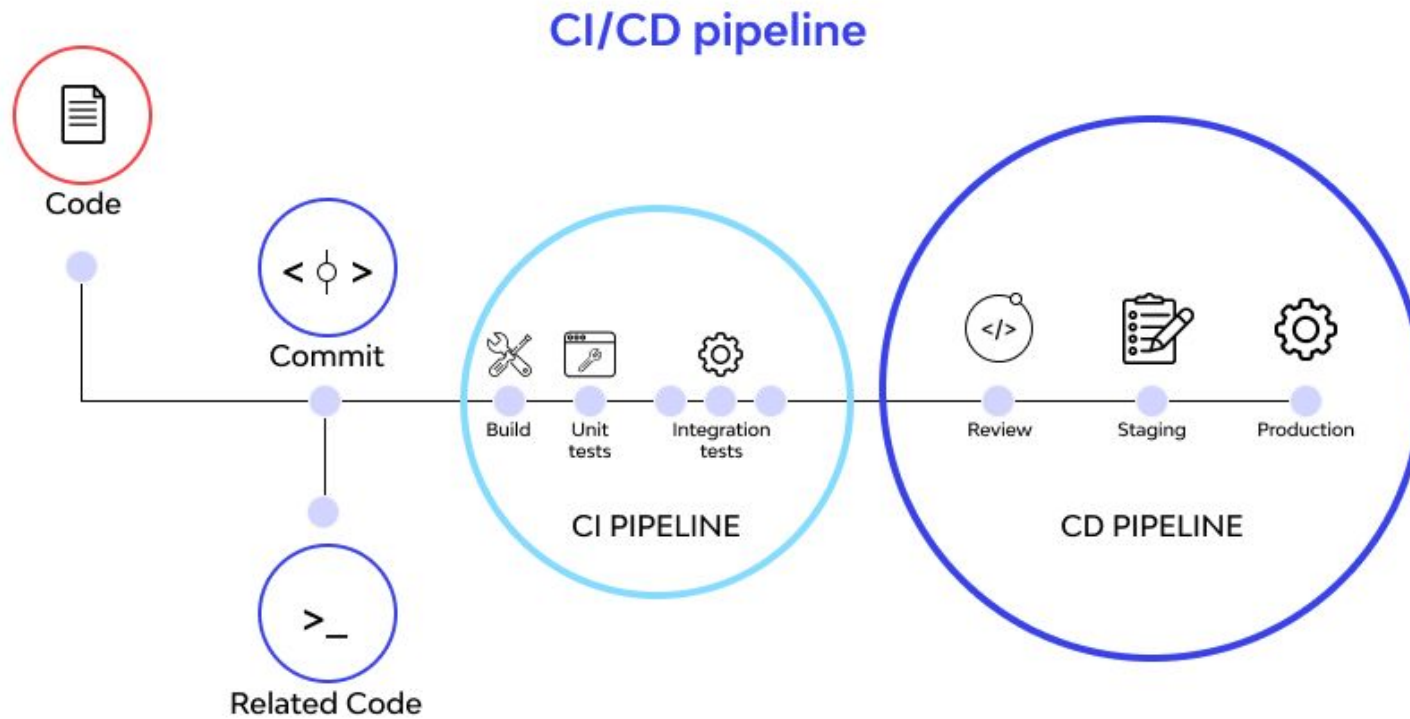 CI/CD pipeline
Code
< >
Commit
</>
Build
Unit
tests
Integration
tests
Review
Staging
Production
CI PIPELINE
CD PIPELINE
>_
Related Code